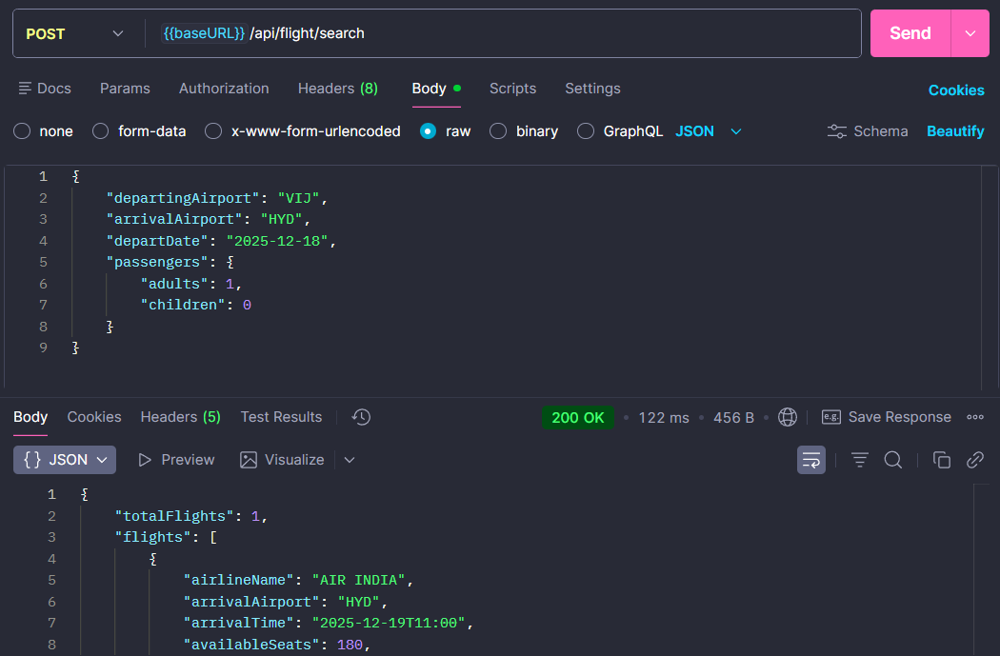 POST {{baseURL}} /api/flight/search Send
Docs Params Authorization Headers (8) Body Scripts Settings Cookies
none form-data x-www-form-urlencoded raw binary GraphQL JSON Schema Beautify
1 {
2 "departingAirport": "VIJ",
3 "arrivalAirport": "HYD",
4 "departDate": "2025-12-18",
5 "passengers": {
6 "adults": 1,
7 "children": 0
8 }
9 }
Body Cookies Headers (5) Test Results 200 OK • 122 ms • 456 B • e.g. Save Response
{ } JSON Preview Visualize
1 {
2 "totalFlights": 1,
3 "flights": [
4 {
5 "airlineName": "AIR INDIA",
6 "arrivalAirport": "HYD",
7 "arrivalTime": "2025-12-19T11:00",
8 "availableSeats": 180,